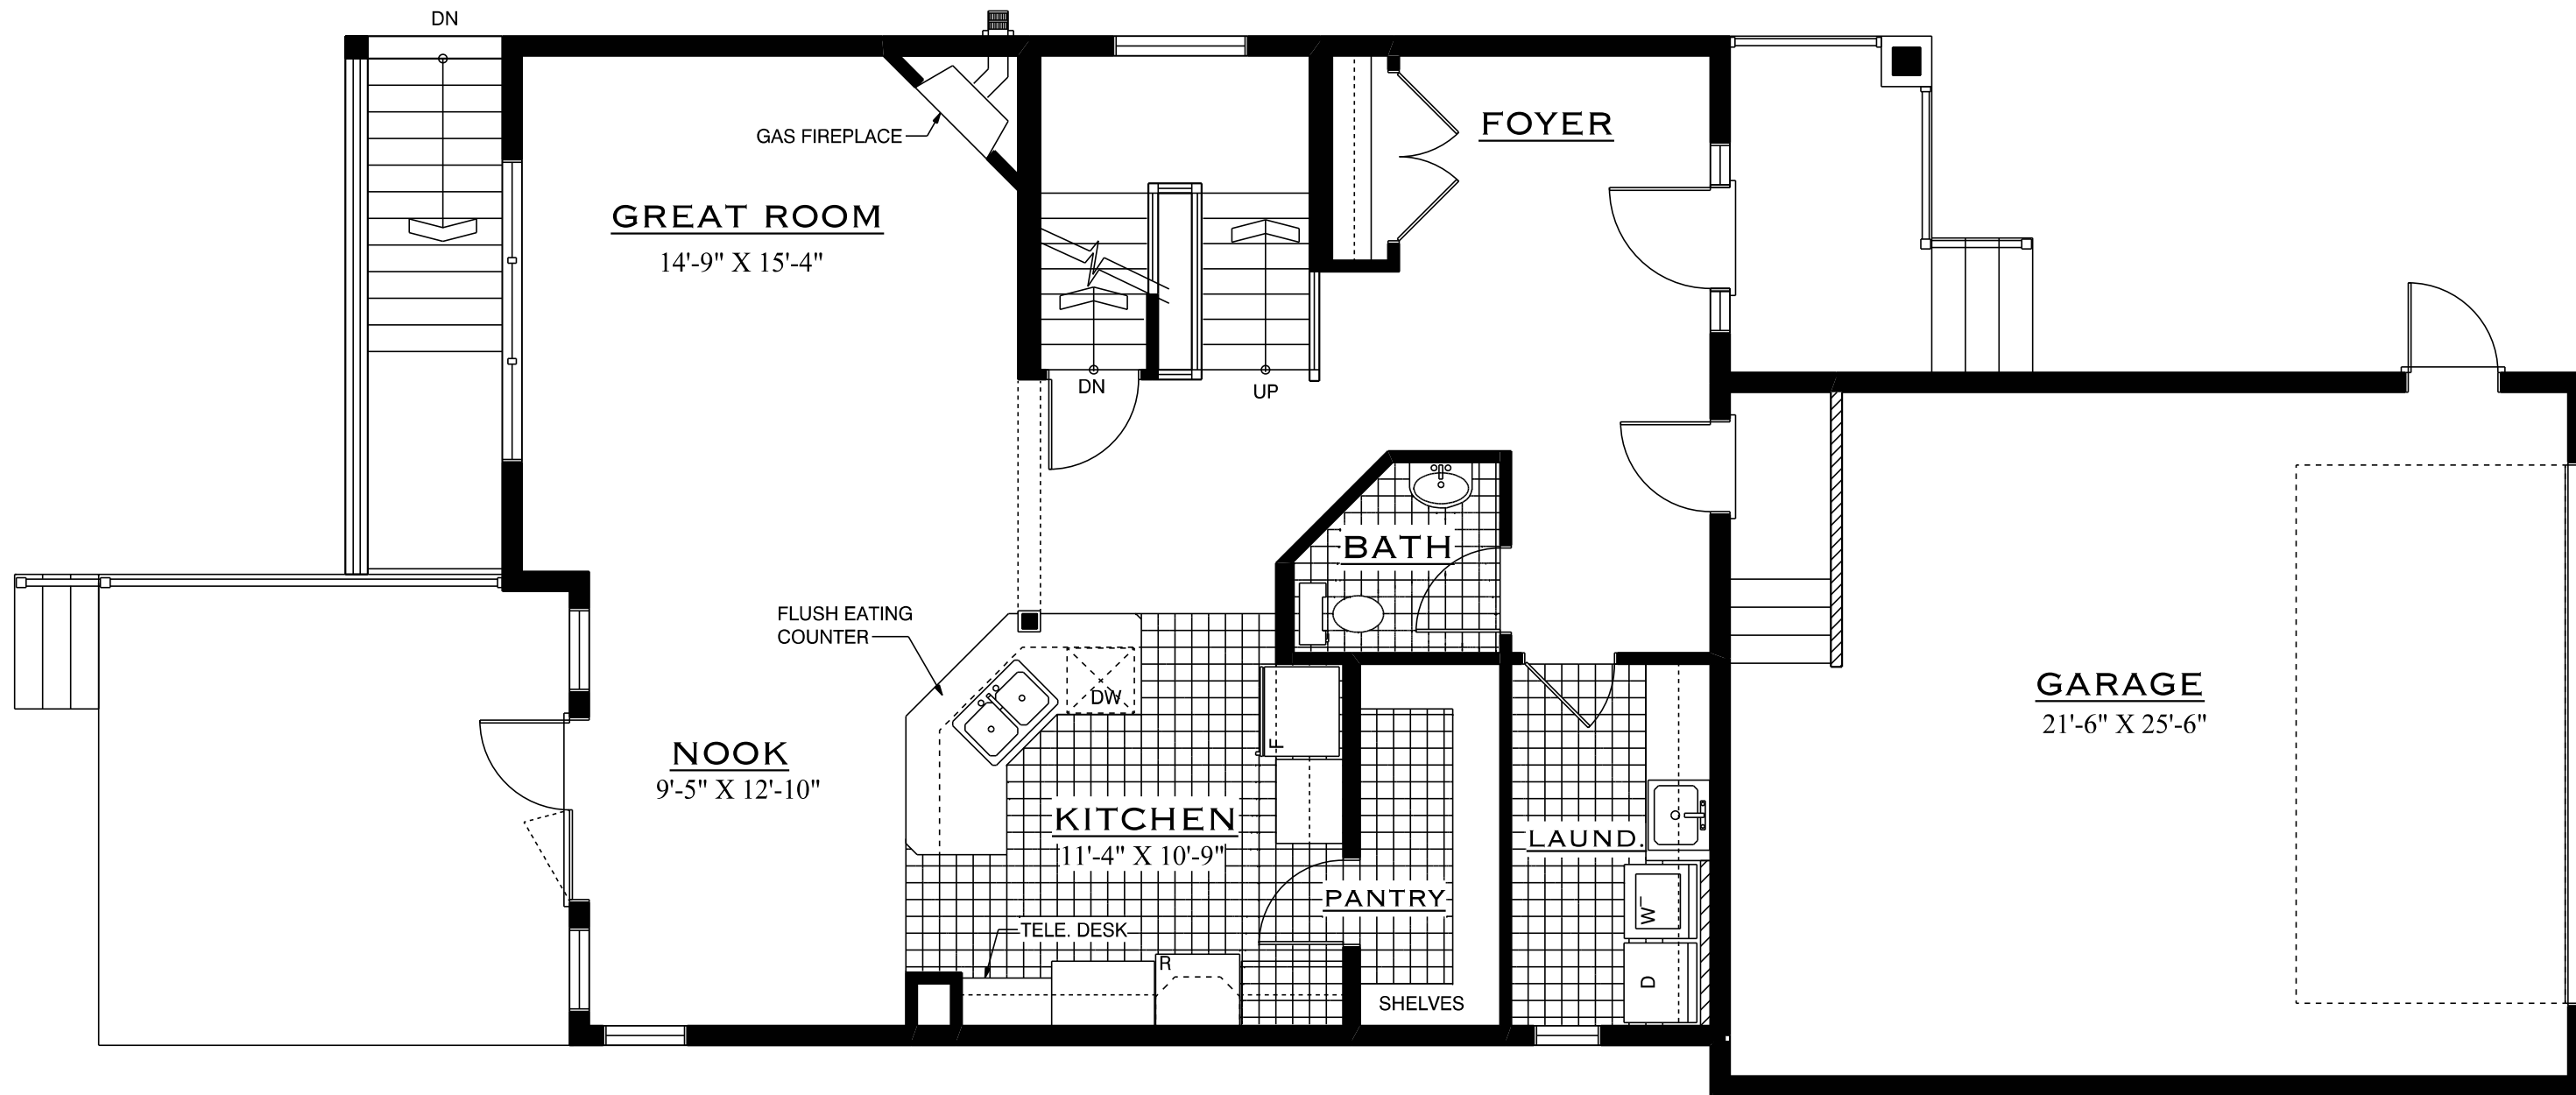 DN
GAS FIREPLACE
FOYER
GREAT ROOM
14'-9" X 15'-4"
DN
UP
BATH
FLUSH EATING
COUNTER
DW
F
NOOK
9'-5" X 12'-10"
KITCHEN
11'-4" X 10'-9"
LAUND.
GARAGE
21'-6" X 25'-6"
PANTRY
W
TELE. DESK
R
D
SHELVES